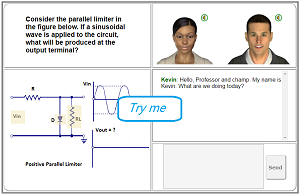 Consider the parallel limiter in
the figure below. If a sinusoidal
wave is applied to the circuit,
what will be produced at the
output terminal?
Kevin: Hello, Professor and champ. My name is
Kevin. What are we doing today?
R
Vin
D
RL
Vin
Vout = ?
Positive Parallel Limiter
Try me
Send